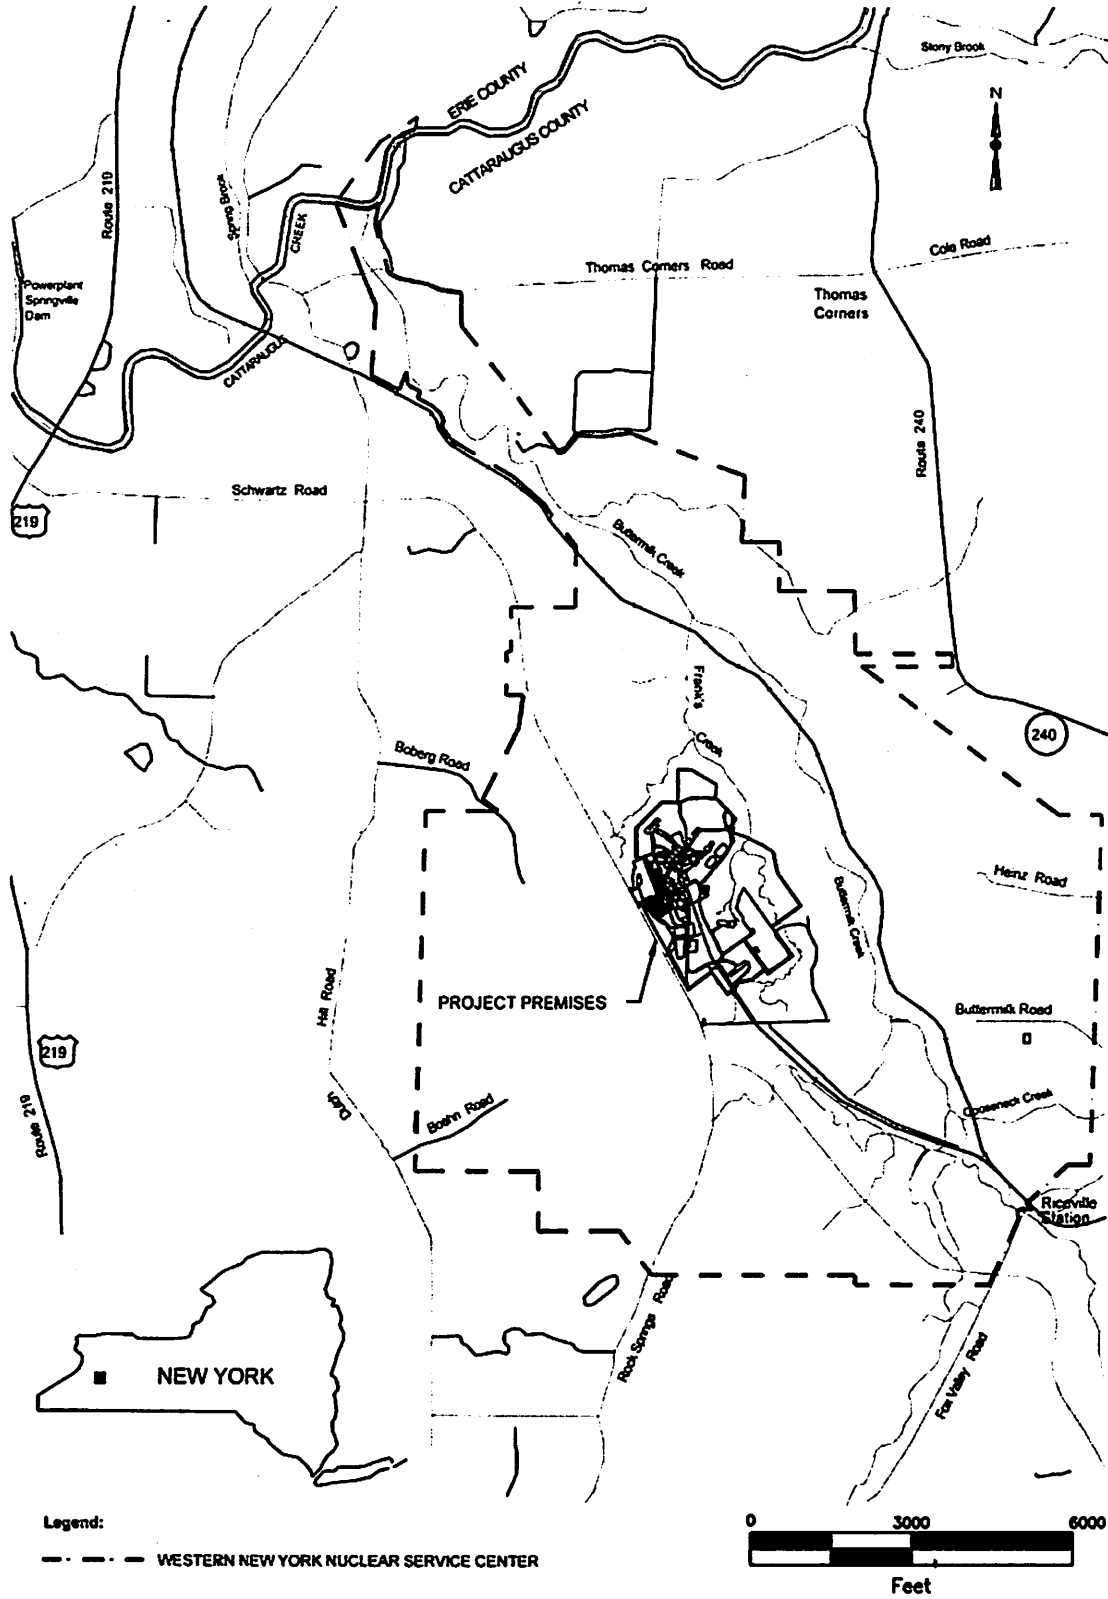 Stony Brook
ERIE COUNTY
CATTARAUGUS COUNTY
N
Route 219
Spring Brook
CREEK
Cole Road
Thomas Corners Road
Thomas
Corners
Powerplant
Springville
Dam
CATTARAUGUS
Route 240
Schwartz Road
219
Buttermilk Creek
Frank's
Creek
240
Boberg Road
Heinz Road
Buttermilk Creek
Hill Road
PROJECT PREMISES
Buttermilk Road
219
Route 219
Dutch
Boehn Road
Gooseneck Creek
Riceville
Station
Rock Springs Road
Fox Valley Road
NEW YORK
Legend:
WESTERN NEW YORK NUCLEAR SERVICE CENTER
0 3000 6000
Feet